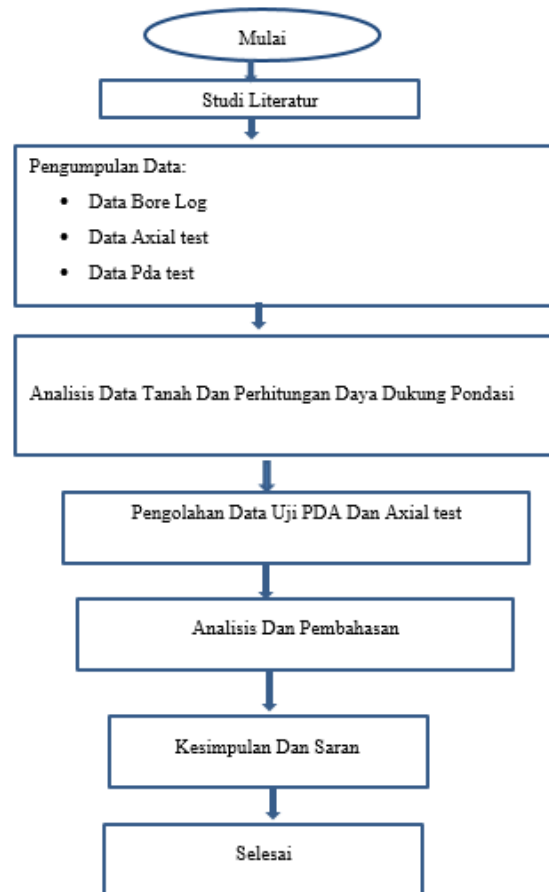 Mulai
Studi Literatur
Pengumpulan Data:
• Data Bore Log
• Data Axial test
• Data Pda test
Analisis Data Tanah Dan Perhitungan Daya Dukung Pondasi
Pengolahan Data Uji PDA Dan Axial test
Analisis Dan Pembahasan
Kesimpulan Dan Saran
Selesai